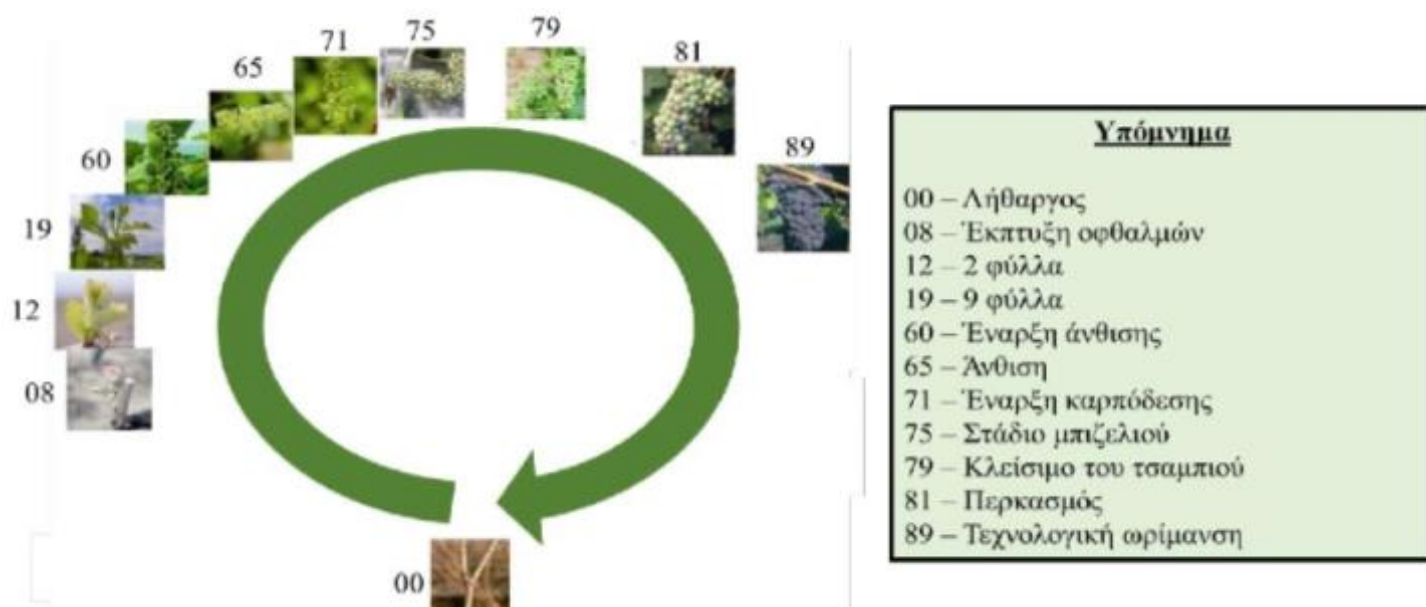 71
75
79
81
65
89
60
19
12
08
00
Υπόμνημα
00 – Λήθαργος
08 – Έκπτυξη οφθαλμών
12 – 2 φύλλα
19 – 9 φύλλα
60 – Έναρξη άνθισης
65 – Άνθιση
71 – Έναρξη καρπόδεσης
75 – Στάδιο μπιζελιού
79 – Κλείσιμο του τσαμπιού
81 – Περκασμός
89 – Τεχνολογική ωρίμανση